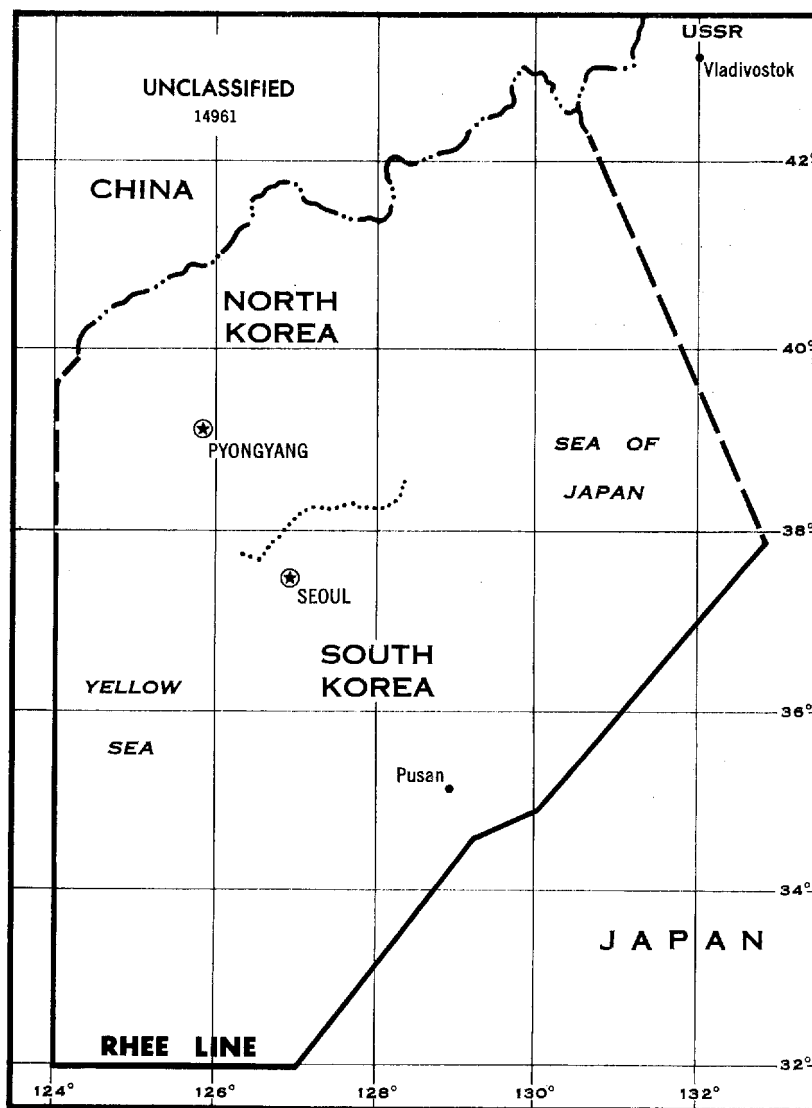 USSR
Vladivostok
UNCLASSIFIED
14961
42°
CHINA
NORTH
KOREA
40°
PYONGYANG
SEA OF
JAPAN
38°
SEOUL
SOUTH
KOREA
YELLOW
SEA
36°
Pusan
34°
JAPAN
RHEE LINE
32°
124°
126°
128°
130°
132°